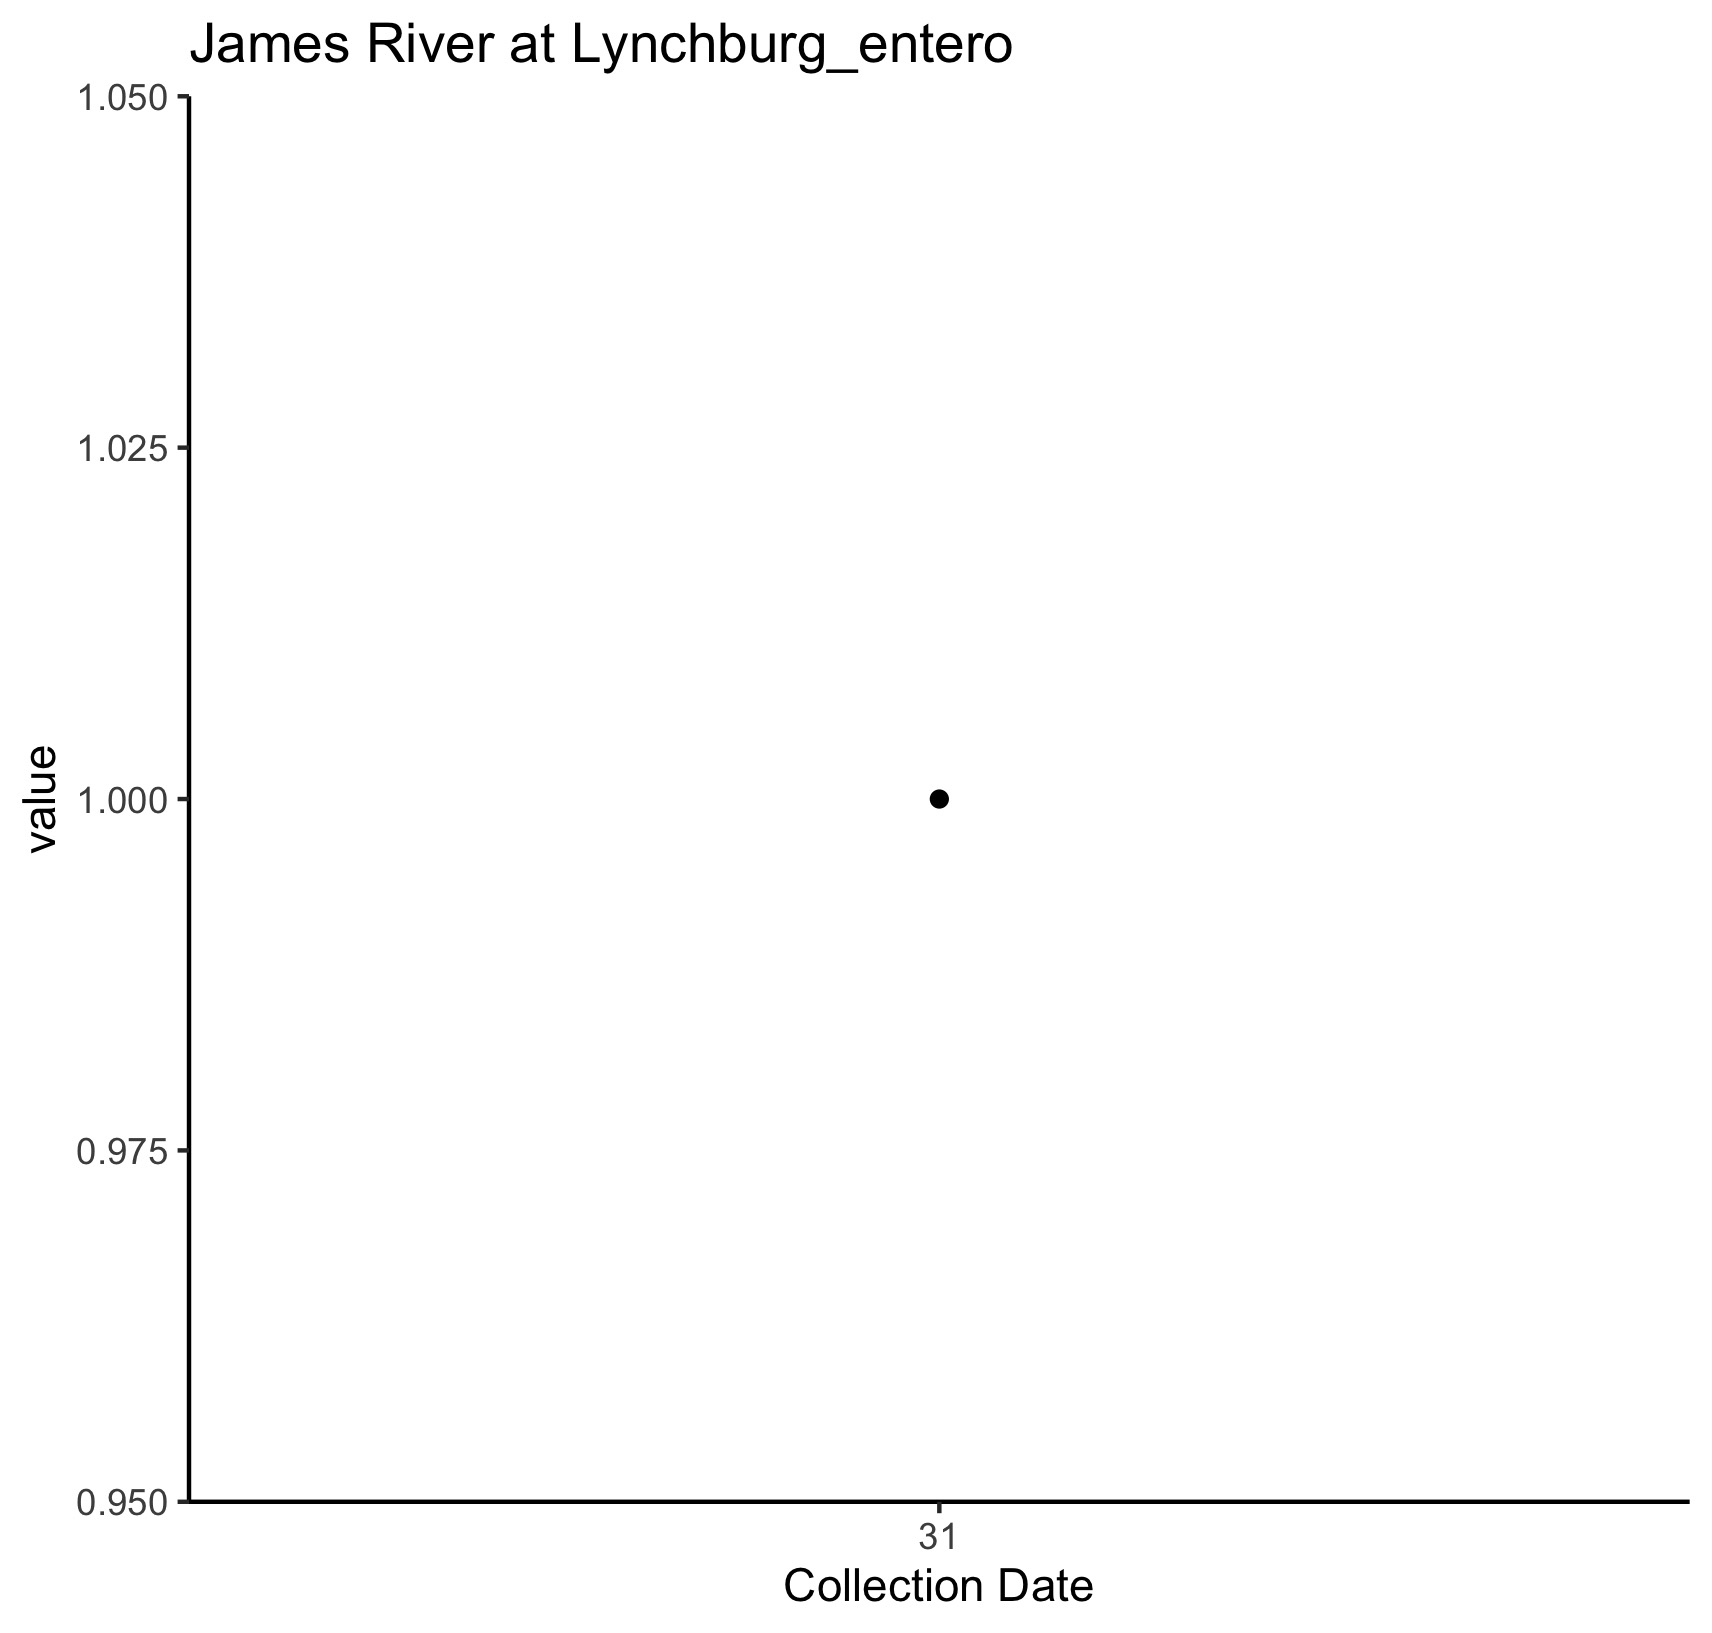 James River at Lynchburg_entero
1.050
1.025
1.000
0.975
0.950
value
31
Collection Date